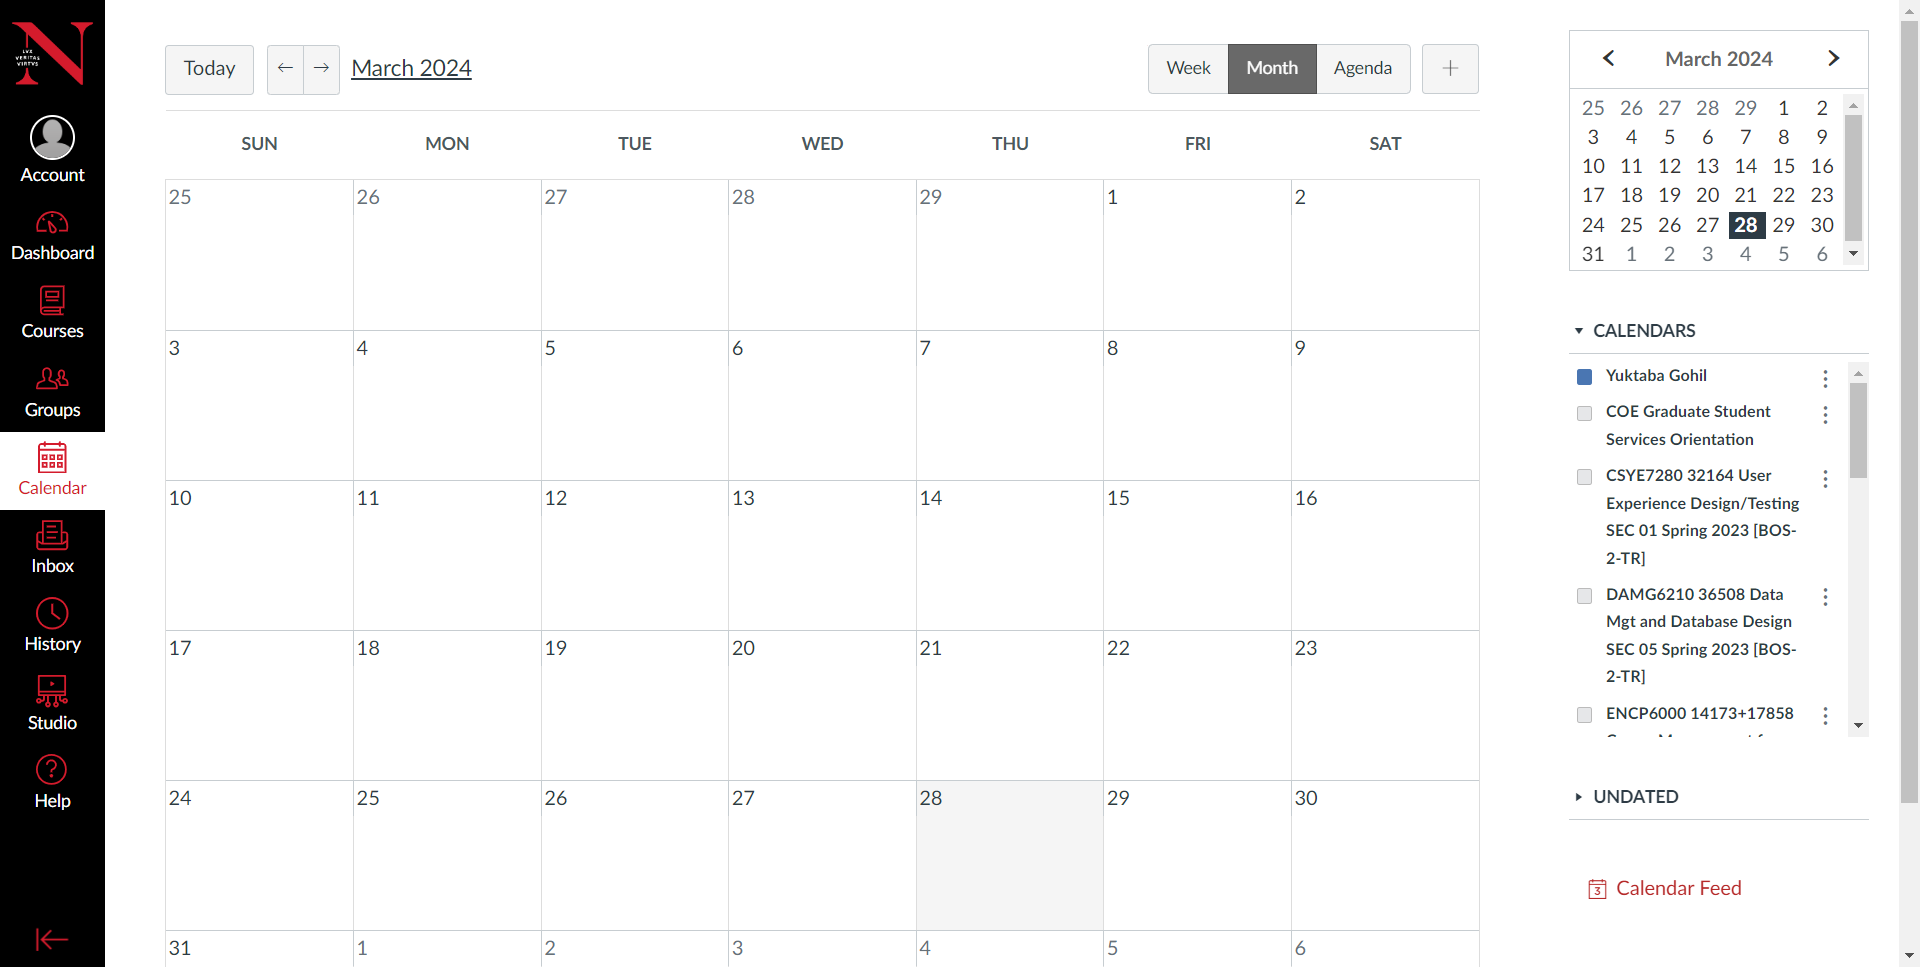 LVX
VERITAS
VIRTVS
Account
Dashboard
Courses
Groups
Calendar
Inbox
History
Studio
Help
Today
March 2024
Week Month Agenda
SUN MON TUE WED THU FRI SAT
25 26 27 28 29 1 2
3 4 5 6 7 8 9
10 11 12 13 14 15 16
17 18 19 20 21 22 23
24 25 26 27 28 29 30
31 1 2 3 4 5 6
March 2024
25 26 27 28 29 1 2
3 4 5 6 7 8 9
10 11 12 13 14 15 16
17 18 19 20 21 22 23
24 25 26 27 28 29 30
31 1 2 3 4 5 6
CALENDARS
Yuktaba Gohil
COE Graduate Student
Services Orientation
CSYE7280 32164 User
Experience Design/Testing
SEC 01 Spring 2023 [BOS-
2-TR]
DAMG6210 36508 Data
Mgt and Database Design
SEC 05 Spring 2023 [BOS-
2-TR]
ENCP6000 14173+17858
UNDATED
3 Calendar Feed